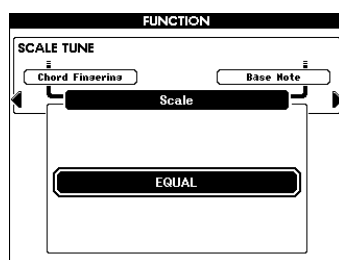 FUNCTION
SCALE TUNE
Chord Fingering
Base Note
Scale
EQUAL